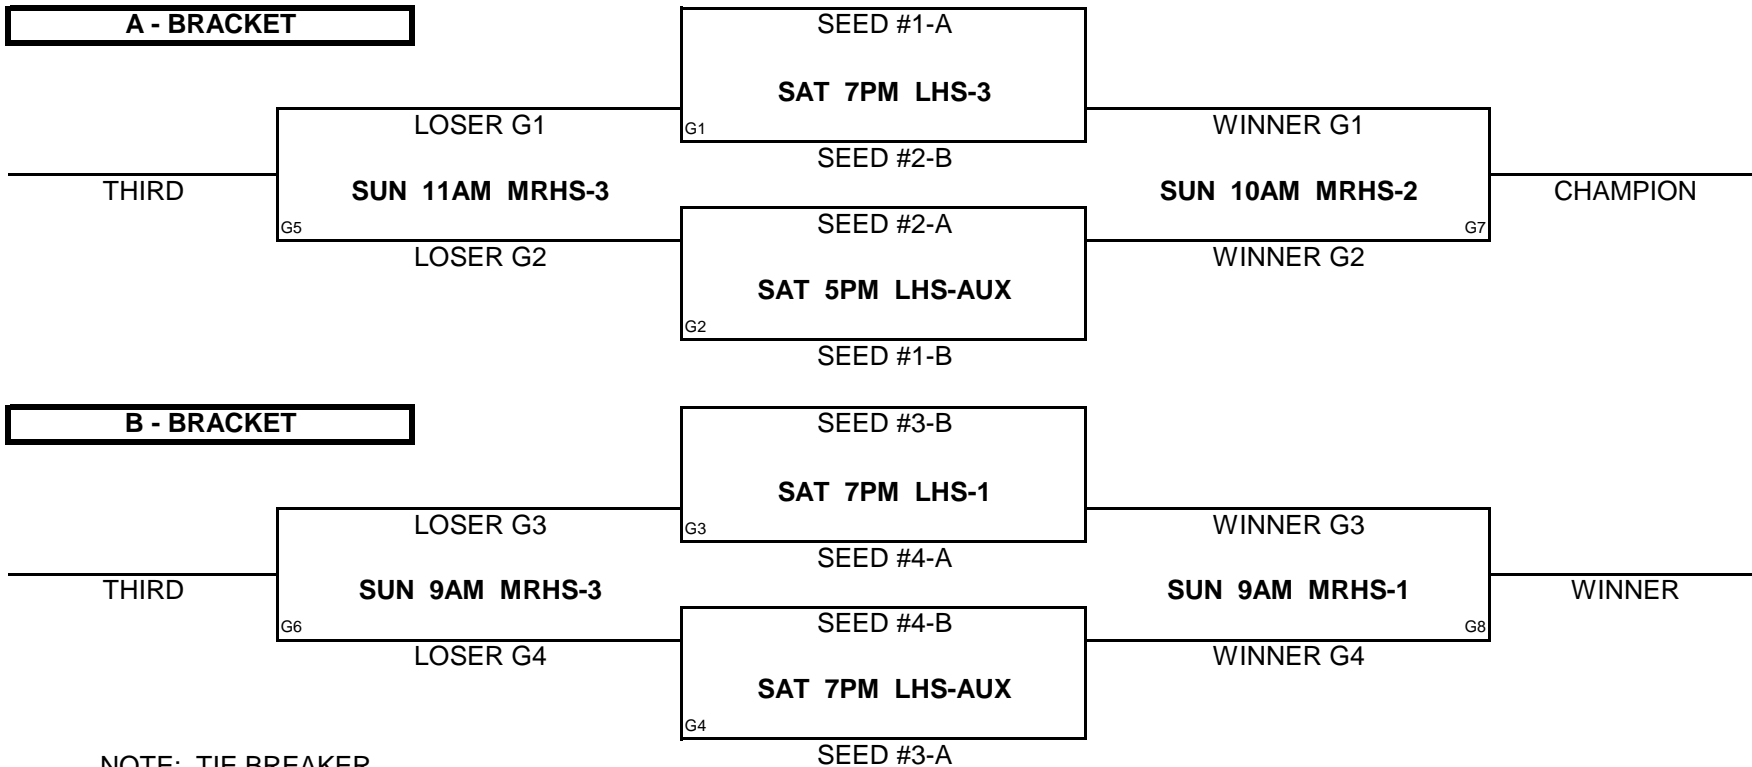 A - BRACKET
SEED #1-A
SAT 7PM LHS-3
G1
SEED #2-B
LOSER G1
WINNER G1
THIRD
SUN 11AM MRHS-3
SUN 10AM MRHS-2
CHAMPION
G5
SEED #2-A
G7
LOSER G2
WINNER G2
SAT 5PM LHS-AUX
G2
SEED #1-B
B - BRACKET
SEED #3-B
SAT 7PM LHS-1
G3
SEED #4-A
LOSER G3
WINNER G3
THIRD
SUN 9AM MRHS-3
SUN 9AM MRHS-1
WINNER
G6
SEED #4-B
G8
LOSER G4
WINNER G4
SAT 7PM LHS-AUX
G4
SEED #3-A
NOTE: TIE BREAKER